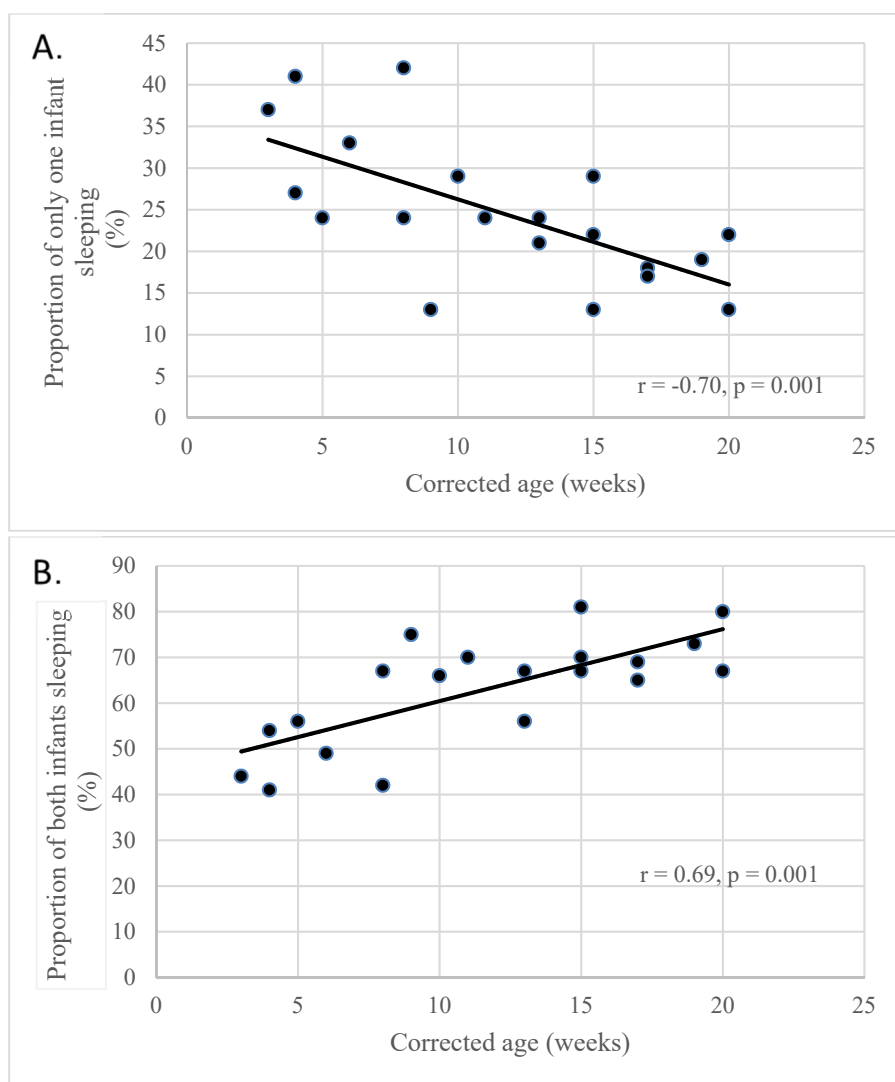 A.
Proportion of only one infant
sleeping
(%)
45
40
35
30
25
20
15
10
5
0
r = -0.70, p = 0.001
0 5 10 15 20 25
Corrected age (weeks)
B.
Proportion of both infants sleeping
(%)
90
80
70
60
50
40
30
20
10
0
r = 0.69, p = 0.001
0 5 10 15 20 25
Corrected age (weeks)